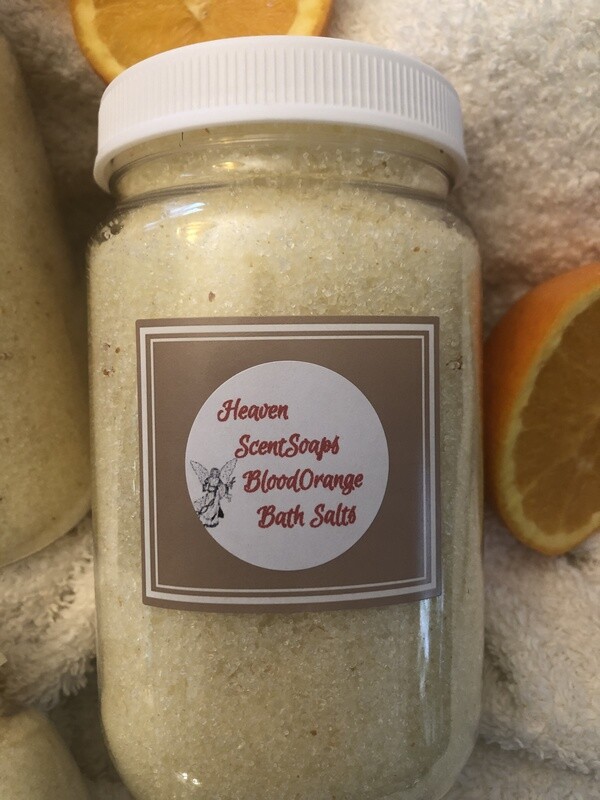 Heaven
ScentSoaps
BloodOrange
Bath Salts